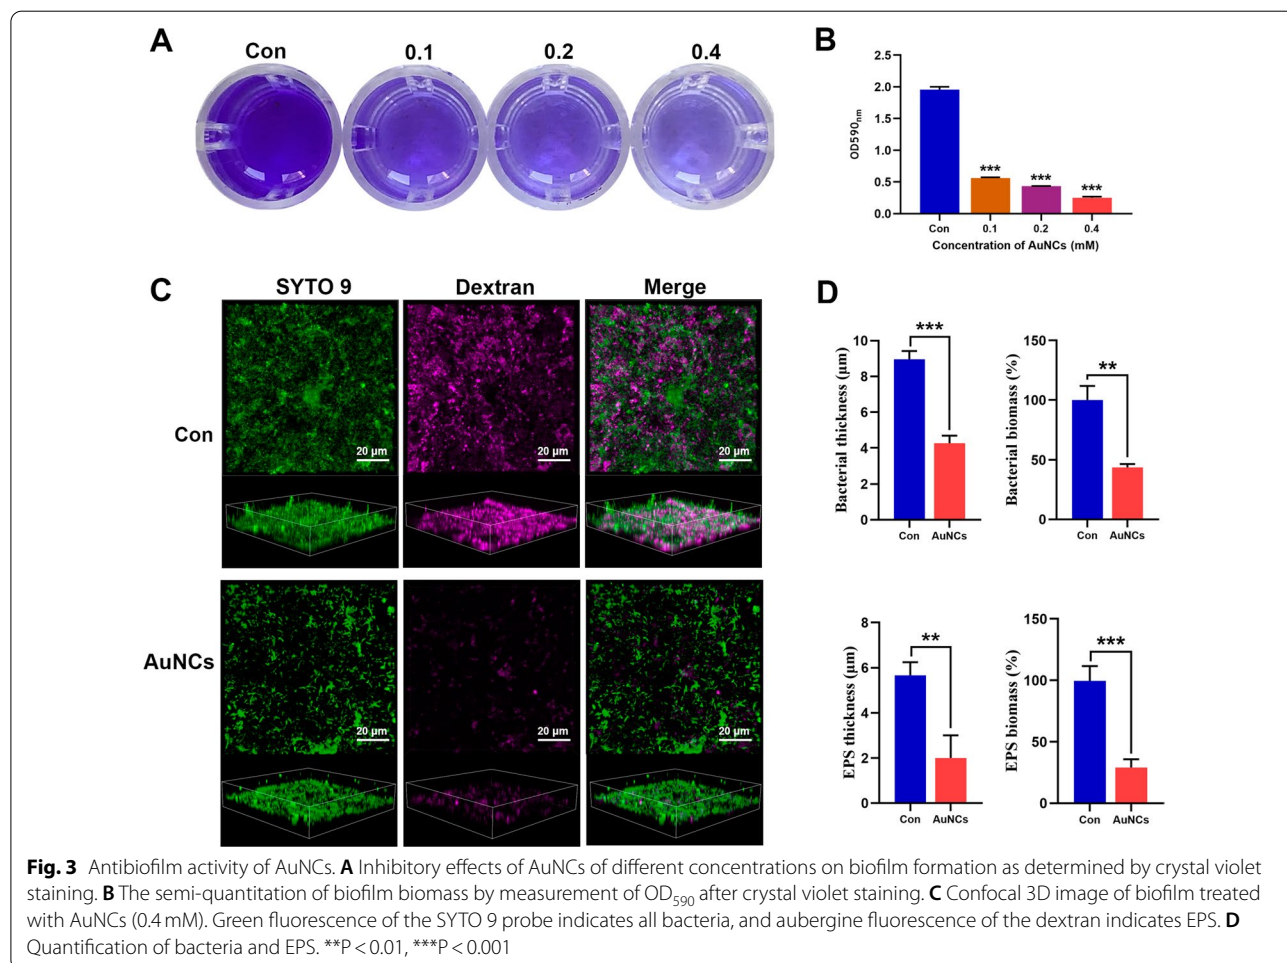 A
Con 0.1 0.2 0.4
B
OD590nm
2.5
2.0
1.5
1.0
0.5
0.0
*** *** ***
Con 0.1 0.2 0.4
Concentration of AuNCs (mM)
C
SYTO 9 Dextran Merge
Con
20 µm 20 µm 20 µm
AuNCs
20 µm 20 µm 20 µm
D
Bacterial thickness (µm)
10
8
6
4
2
0
***
Con AuNCs
Bacterial biomass (%)
150
100
50
0
**
Con AuNCs
EPS thickness (µm)
8
6
4
2
0
**
Con AuNCs
EPS biomass (%)
150
100
50
0
***
Con AuNCs
Fig. 3 Antibiofilm activity of AuNCs. A Inhibitory effects of AuNCs of different concentrations on biofilm formation as determined by crystal violet
staining. B The semi-quantitation of biofilm biomass by measurement of OD590 after crystal violet staining. C Confocal 3D image of biofilm treated
with AuNCs (0.4 mM). Green fluorescence of the SYTO 9 probe indicates all bacteria, and aubergine fluorescence of the dextran indicates EPS. D
Quantification of bacteria and EPS. **P < 0.01, ***P < 0.001